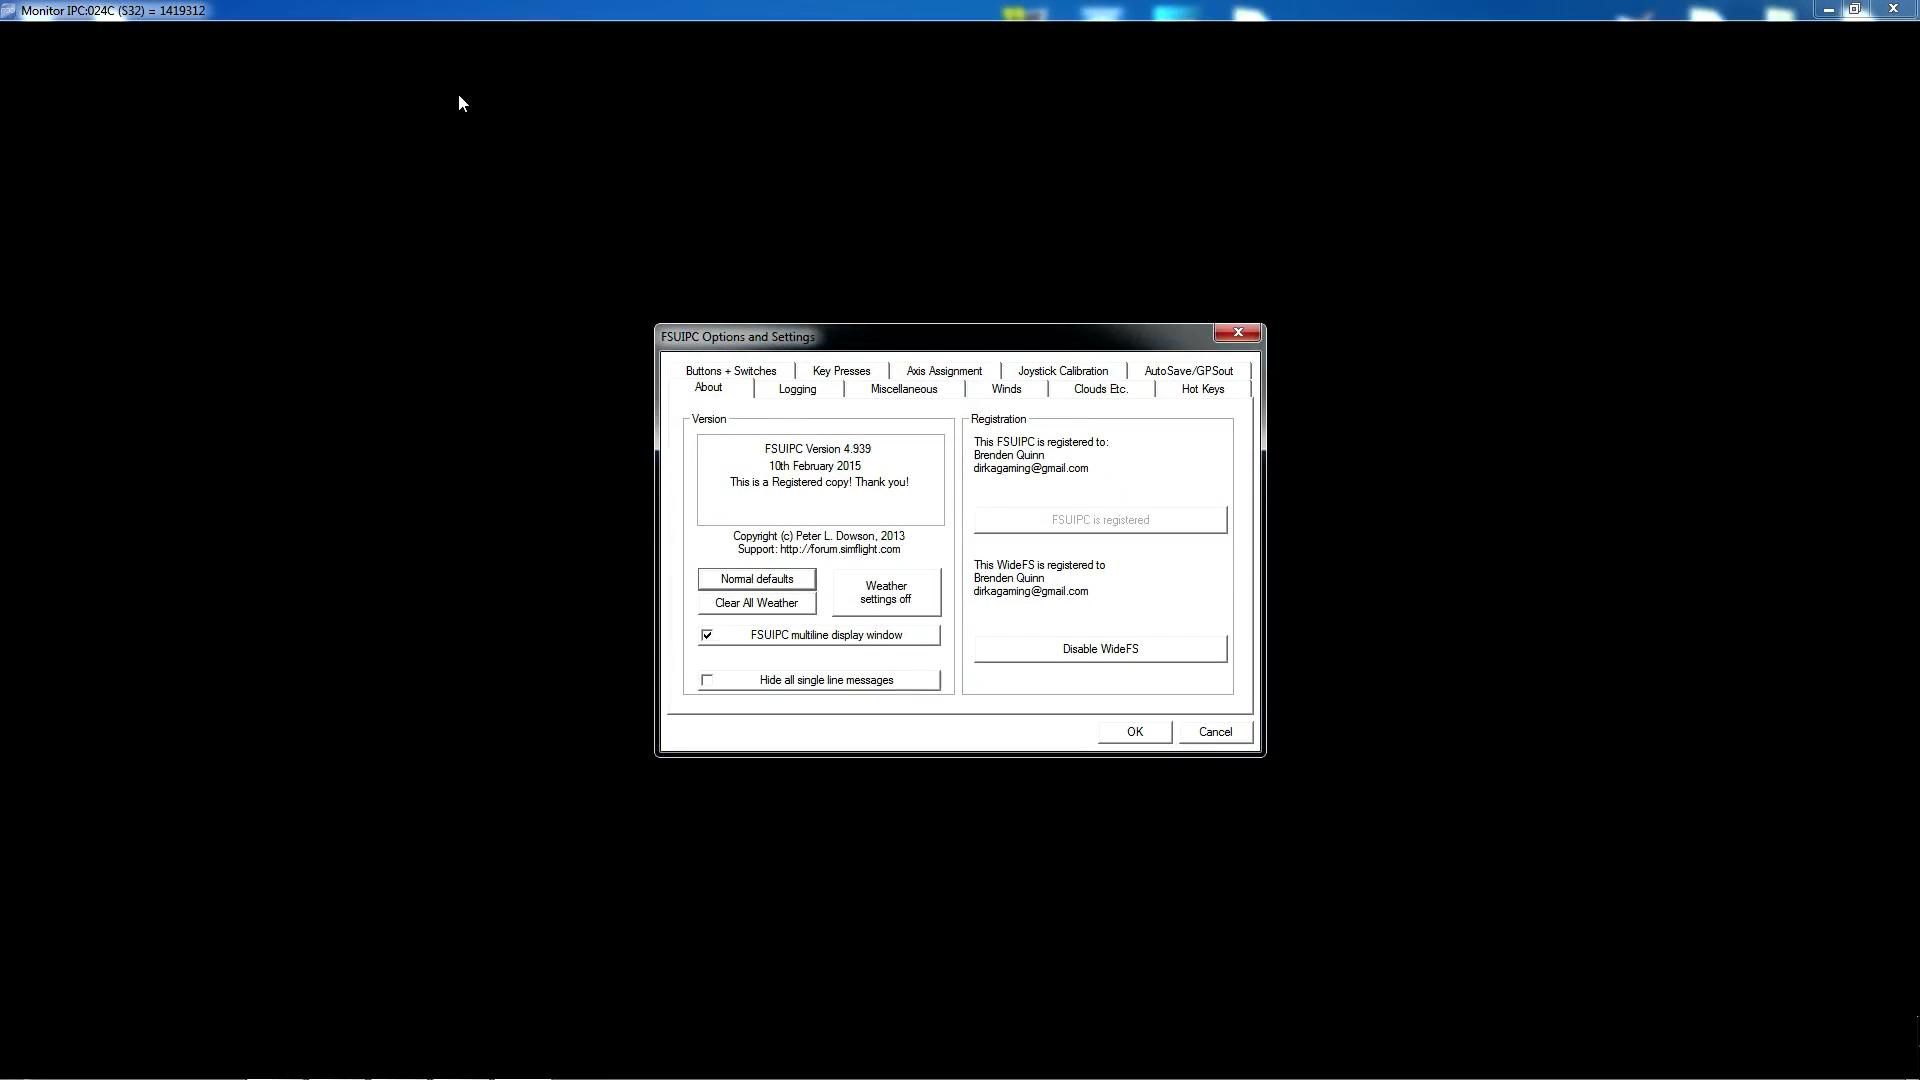 Monitor IPC:024C (S32) = 1419312
FSUIPC Options and Settings
Buttons + Switches
Key Presses
Axis Assignment
Joystick Calibration
AutoSave/GPSout
About
Logging
Miscellaneous
Winds
Clouds Etc.
Hot Keys
Version
FSUIPC Version 4.939
10th February 2015
This is a Registered copy! Thank you!
Copyright (c) Peter L. Dowson, 2013
Support: http://forum.simflight.com
Normal defaults
Clear All Weather
Weather
settings off
FSUIPC multiline display window
Hide all single line messages
Registration
This FSUIPC is registered to:
Brenden Quinn
dirkagaming@gmail.com
FSUIPC is registered
This WideFS is registered to
Brenden Quinn
dirkagaming@gmail.com
Disable WideFS
OK
Cancel